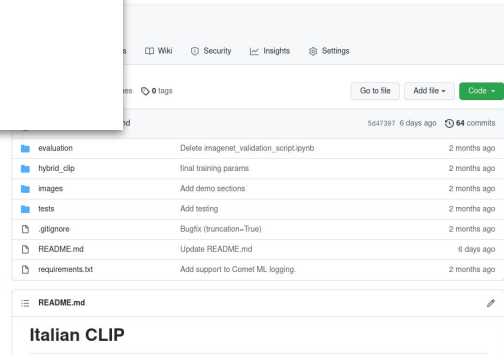 s Wiki Security Insights Settings
es 0 tags Go to file Add file Code
nd 5d47387 6 days ago 64 commits
evaluation Delete imagenet_validation_script.ipynb 2 months ago
hybrid_clip final training params 2 months ago
images Add demo sections 2 months ago
tests Add testing 2 months ago
.gitignore Bugfix (truncation=True) 2 months ago
README.md Update README.md 6 days ago
requirements.txt Add support to Comet ML logging. 2 months ago
README.md
Italian CLIP